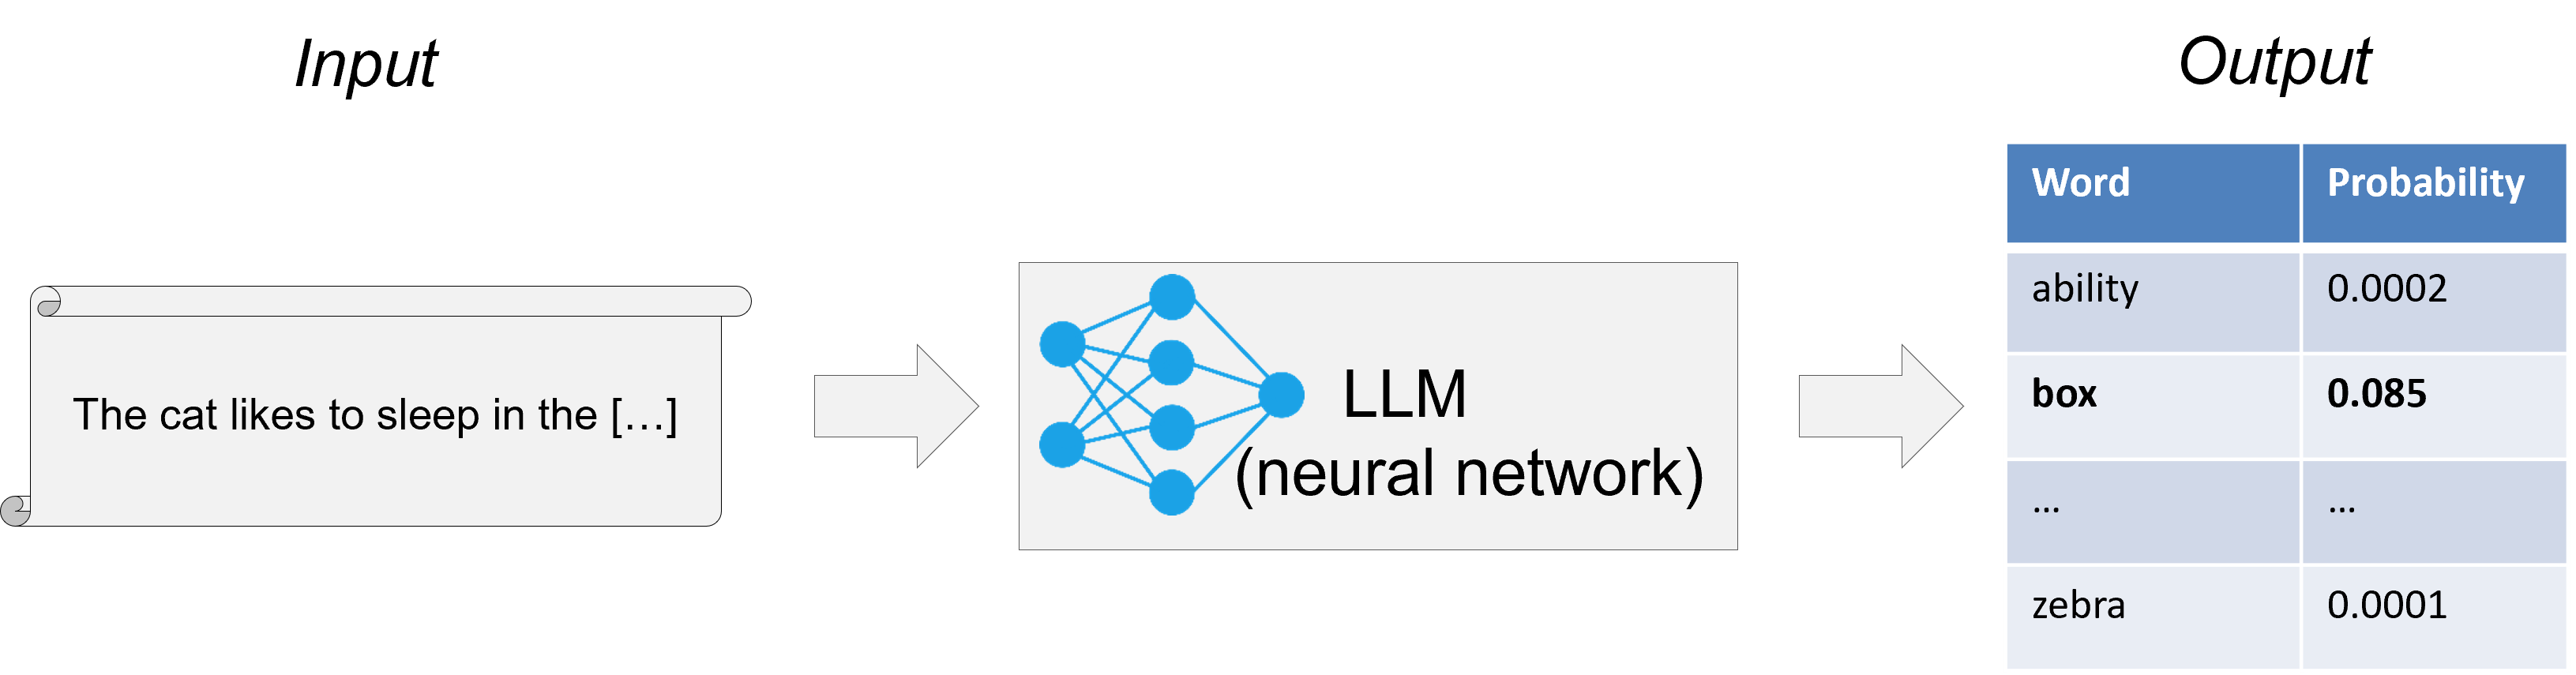 Input
Output
The cat likes to sleep in the [...]
LLM
(neural network)
Word Probability
ability 0.0002
box 0.085
... ...
zebra 0.0001